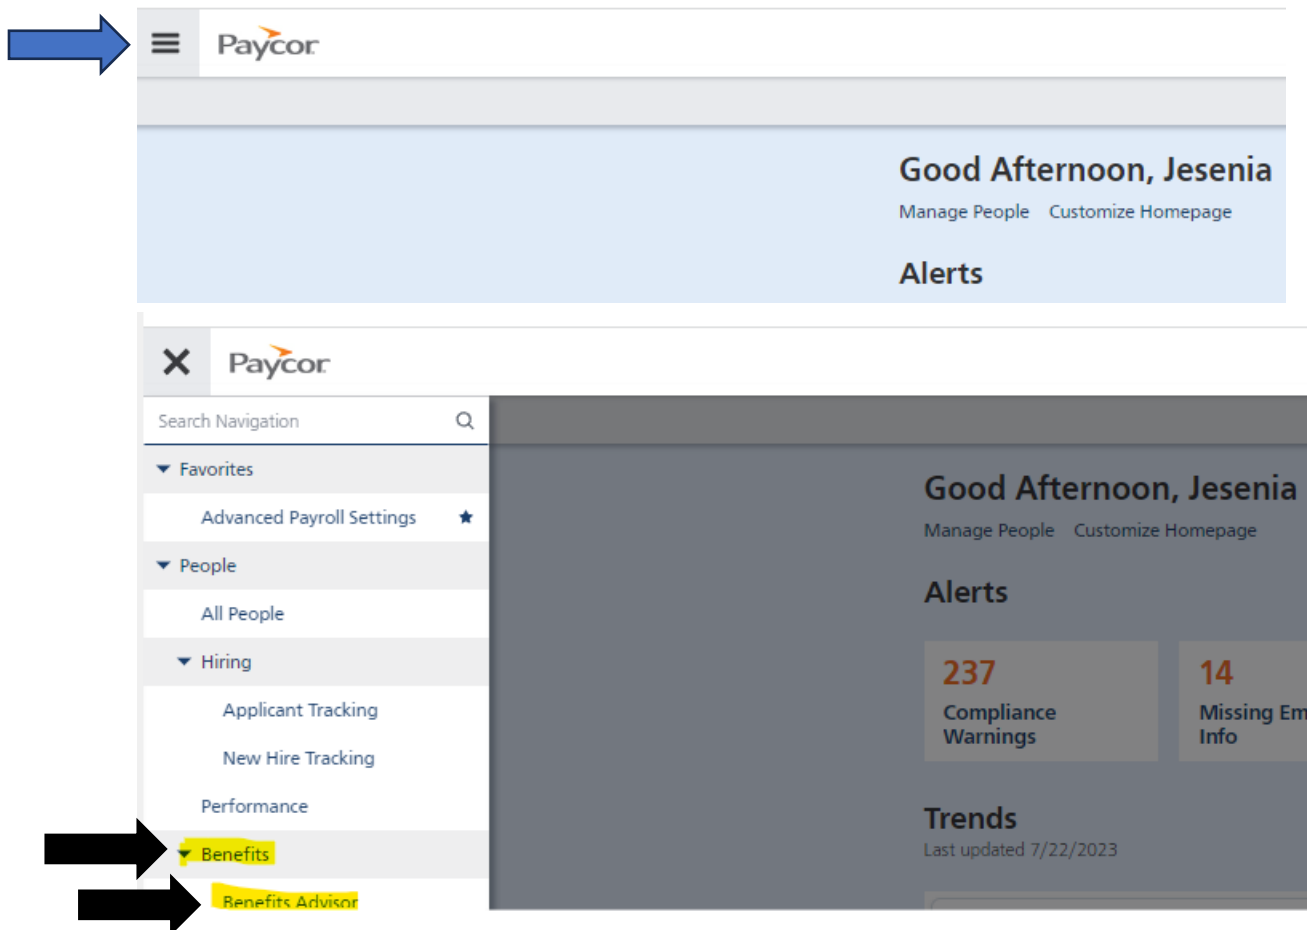 Paycor
Good Afternoon, Jesenia
Manage People Customize Homepage
Alerts
Paycor
Search Navigation
Favorites
Good Afternoon, Jesenia
Advanced Payroll Settings
Manage People Customize Homepage
People
Alerts
All People
Hiring
237
14
Applicant Tracking
Compliance
Warnings
Missing Em
Info
New Hire Tracking
Performance
Trends
Last updated 7/22/2023
Benefits
Benefits Advisor